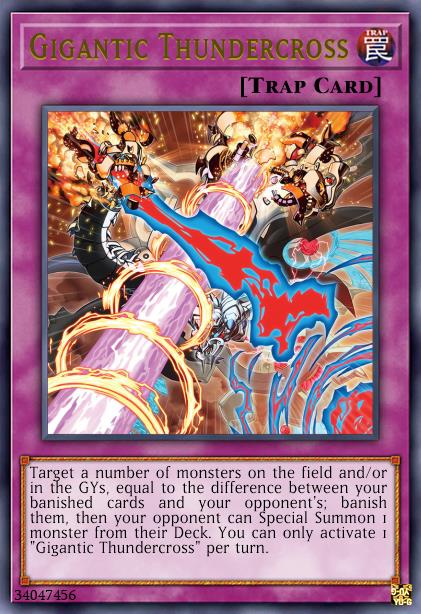 GIGANTIC THUNDERCROSS
TRAP
罠
[TRAP CARD]
Target a number of monsters on the field and/or
in the GYs, equal to the difference between your
banished cards and your opponent's; banish
them, then your opponent can Special Summon 1
monster from their Deck. You can only activate 1
"Gigantic Thundercross" per turn.
34047456